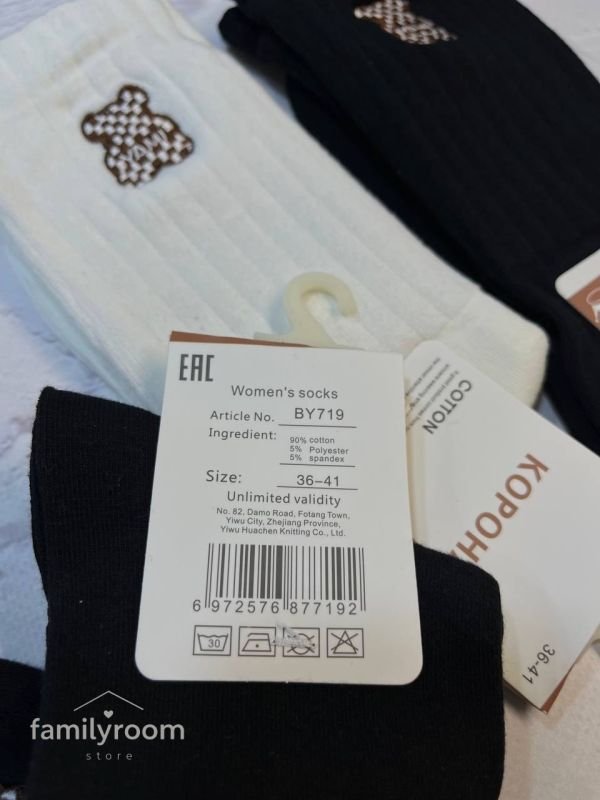 YAMI
EAC
Women's socks
Article No. BY719
Ingredient: 90% cotton
5% Polyester
5% spandex
Size: 36-41
Unlimited validity
No. 82, Damo Road, Fotang Town,
Yiwu City, Zhejiang Province,
Yiwu Huachen Knitting Co., Ltd.
6 972576 877192
30
COTTON
КОРОНА
36-41
familyroom
store